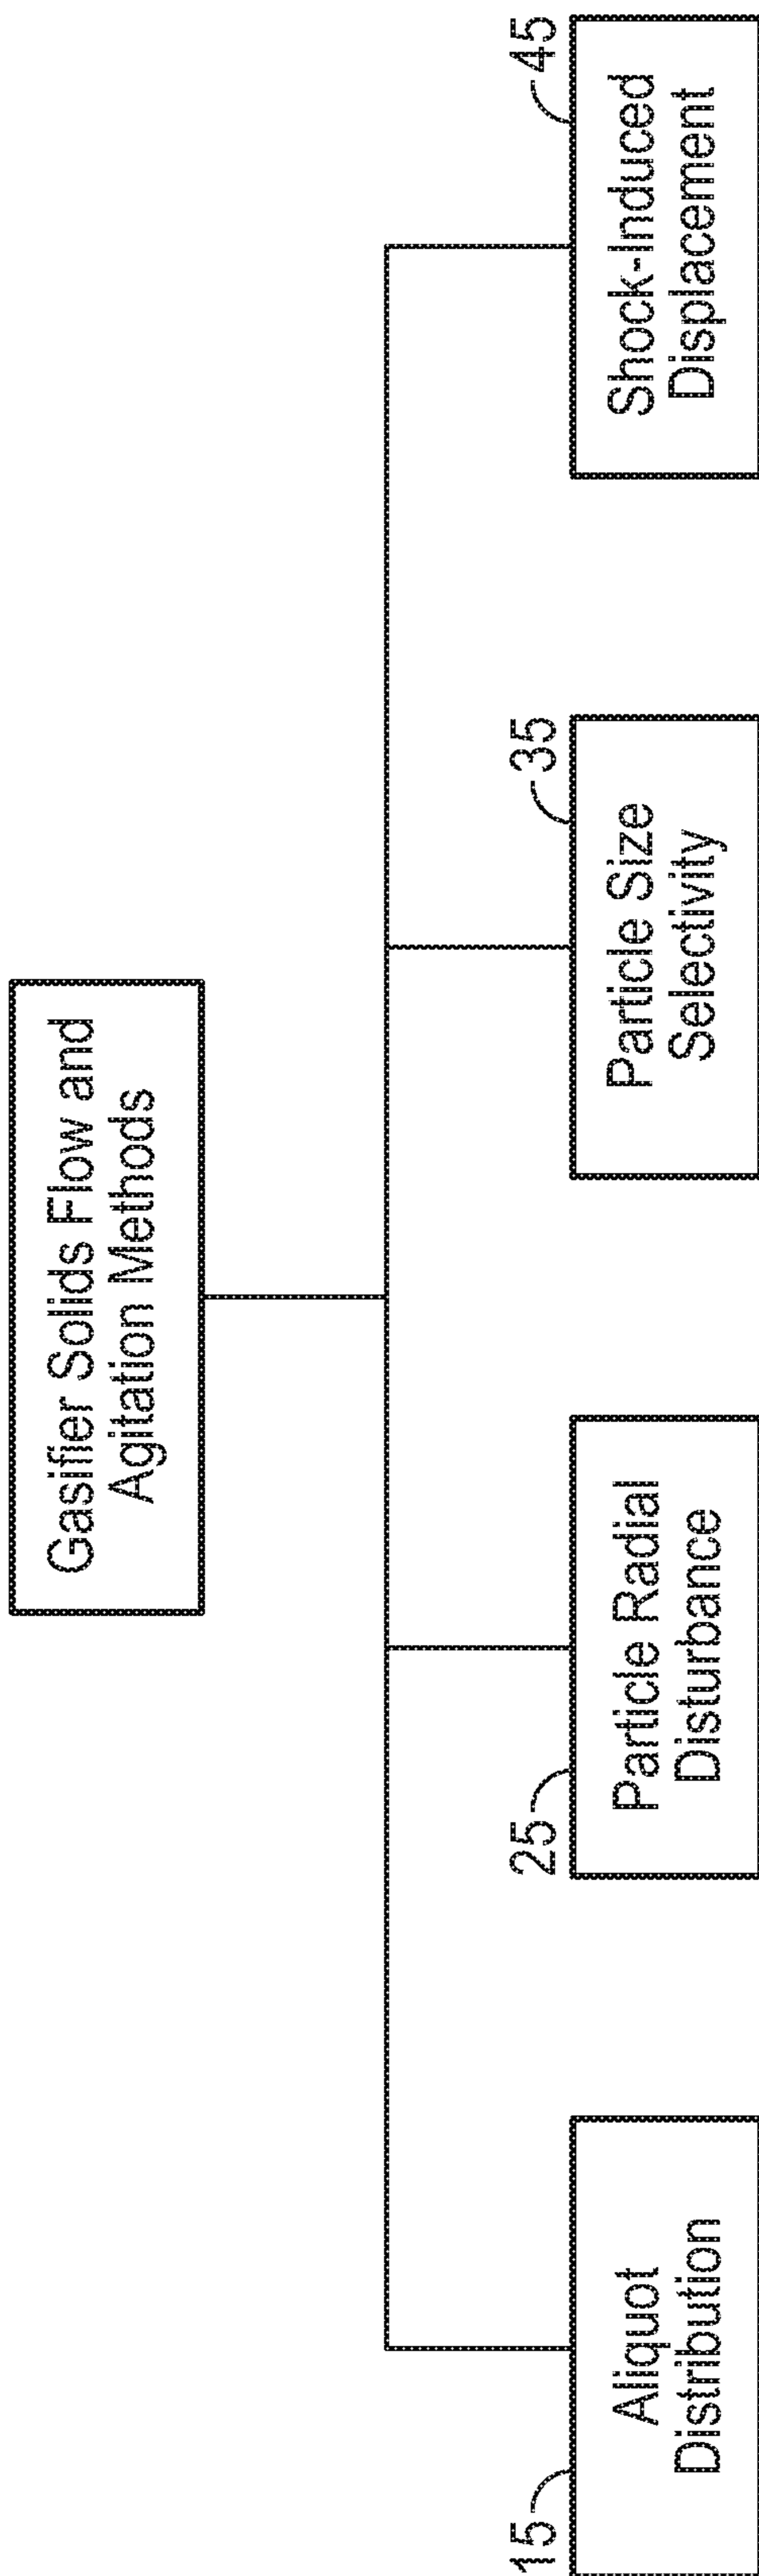 Gasifier Solids Flow and
Agitation Methods
15
Aliquot
Distribution
25
Particle Radial
Disturbance
35
Particle Size
Selectivity
45
Shock-Induced
Displacement